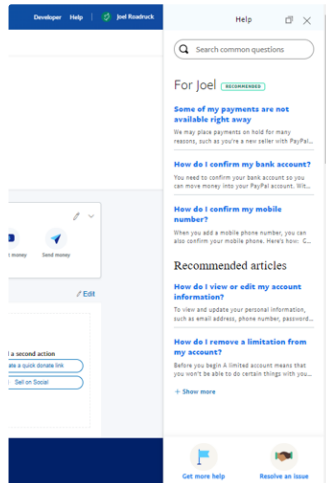 Developer Help Joel Roadruck
Help
Search common questions
For Joel RECOMMENDED
Some of my payments are not
available right away
We may place payments on hold for many
reasons, such as you're a new seller with PayPal...
How do I confirm my bank account?
You need to confirm your bank account so you
can move money into your PayPal account. Wit...
How do I confirm my mobile
number?
When you add a mobile phone number, you can
also confirm your mobile phone. Here's how: G...
Recommended articles
How do I view or edit my account
information?
To view and update your personal information,
such as email address, phone number, password...
How do I remove a limitation from
my account?
Before you begin A limited account means that
you won't be able to do certain things with you...
+ Show more
Get more help Resolve an issue
t money Send money
Edit
d a second action
ate a quick donate link
Sell on Social